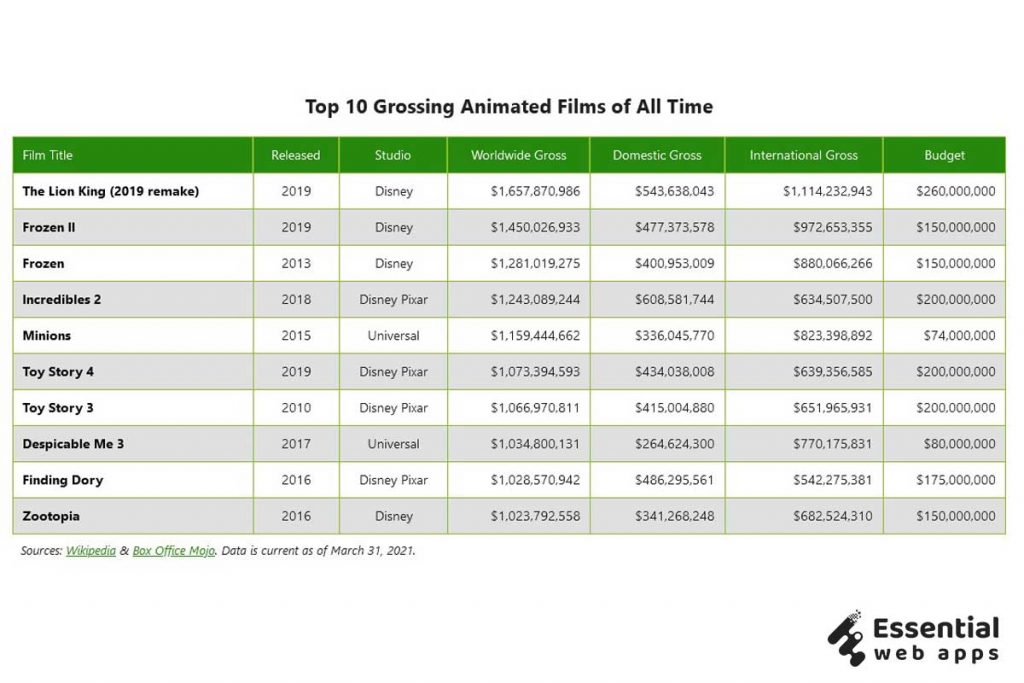 Top 10 Grossing Animated Films of All Time
Film Title Released Studio Worldwide Gross Domestic Gross International Gross Budget
The Lion King (2019 remake) 2019 Disney $1,657,870,986 $543,638,043 $1,114,232,943 $260,000,000
Frozen II 2019 Disney $1,450,026,933 $477,373,578 $972,653,355 $150,000,000
Frozen 2013 Disney $1,281,019,275 $400,953,009 $880,066,266 $150,000,000
Incredibles 2 2018 Disney Pixar $1,243,089,244 $608,581,744 $634,507,500 $200,000,000
Minions 2015 Universal $1,159,444,662 $336,045,770 $823,398,892 $74,000,000
Toy Story 4 2019 Disney Pixar $1,073,394,593 $434,038,008 $639,356,585 $200,000,000
Toy Story 3 2010 Disney Pixar $1,066,970,811 $415,004,880 $651,965,931 $200,000,000
Despicable Me 3 2017 Universal $1,034,800,131 $264,624,300 $770,175,831 $80,000,000
Finding Dory 2016 Disney Pixar $1,028,570,942 $486,295,561 $542,275,381 $175,000,000
Zootopia 2016 Disney $1,023,792,558 $341,268,248 $682,524,310 $150,000,000
Sources: Wikipedia & Box Office Mojo. Data is current as of March 31, 2021.
Essential
web apps